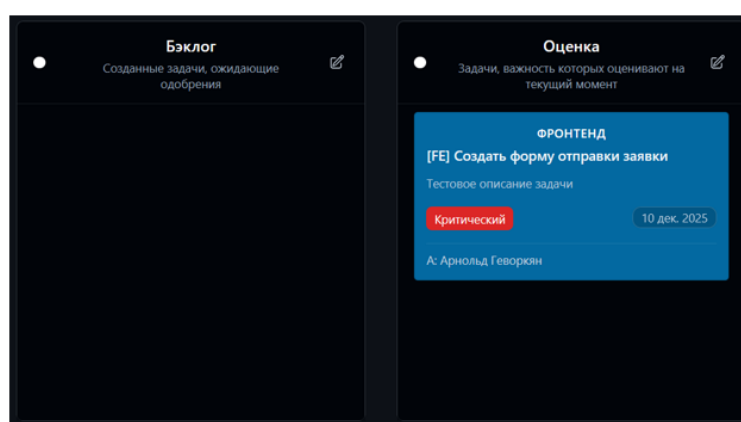 Бэклог
Созданные задачи, ожидающие
одобрения
Оценка
Задачи, важность которых оценивают на
текущий момент
ФРОНТЕНД
[FE] Создать форму отправки заявки
Тестовое описание задачи
Критический
10 дек. 2025
А: Арнольд Геворкян